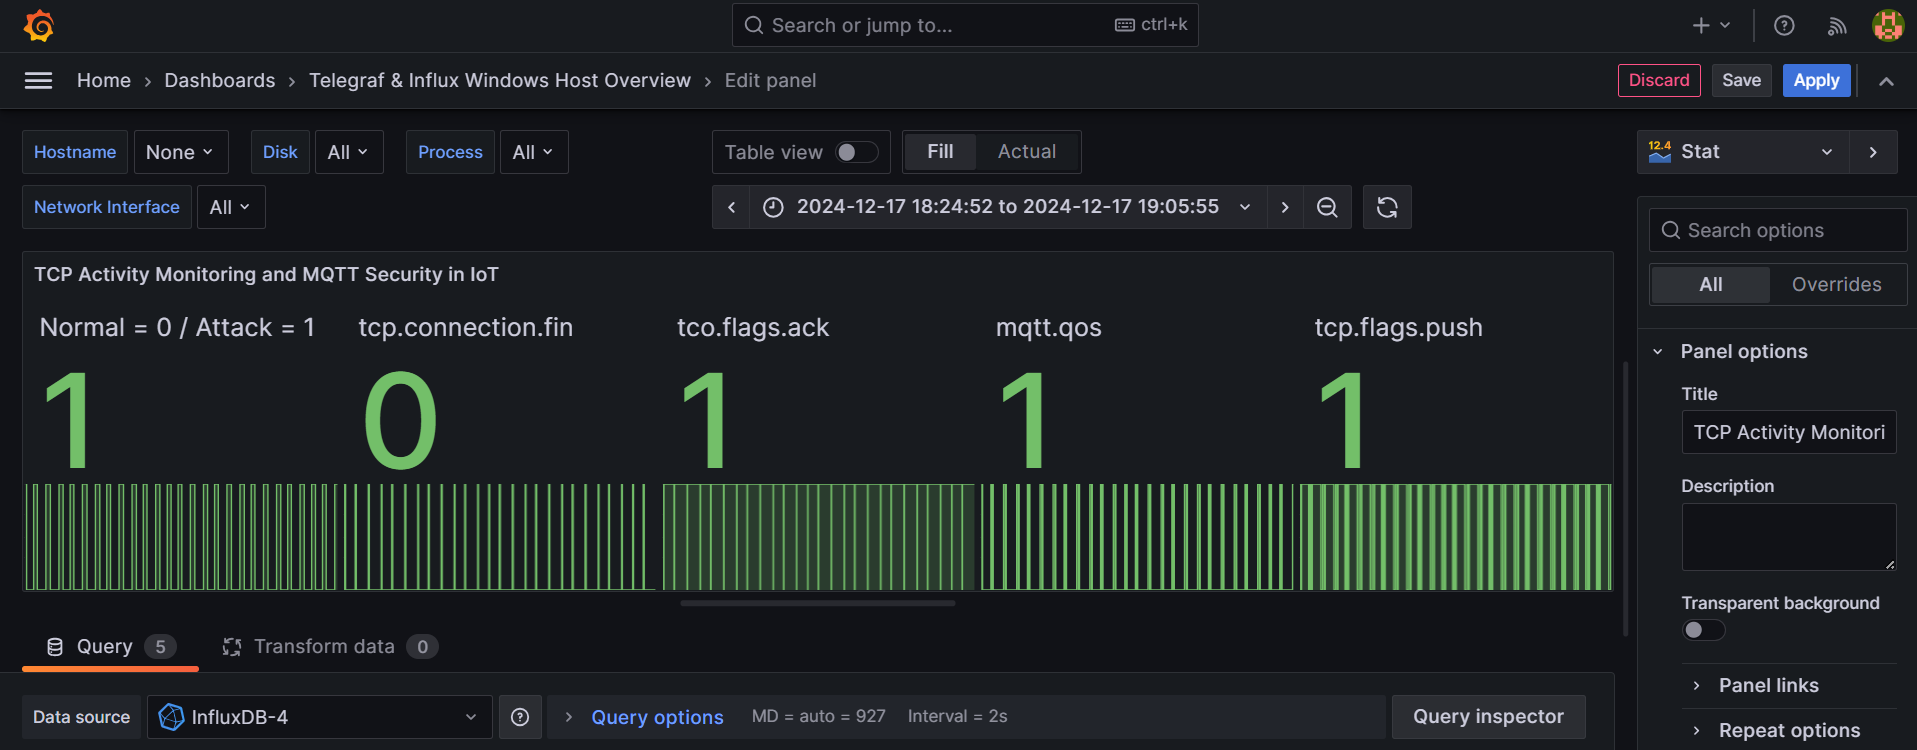 Search or jump to... ctrl+k
Home › Dashboards › Telegraf & Influx Windows Host Overview › Edit panel
Discard Save Apply
Hostname None Disk All Process All
Table view Fill Actual
12.4 Stat
Network Interface All
2024-12-17 18:24:52 to 2024-12-17 19:05:55
Search options
All Overrides
TCP Activity Monitoring and MQTT Security in IoT
Normal = 0 / Attack = 1 tcp.connection.fin tco.flags.ack mqtt.qos tcp.flags.push
1 0 1 1 1
Panel options
Title
TCP Activity Monitori
Description
Transparent background
Panel links
Repeat options
Query 5 Transform data 0
Data source InfluxDB-4 Query options MD = auto = 927 Interval = 2s Query inspector